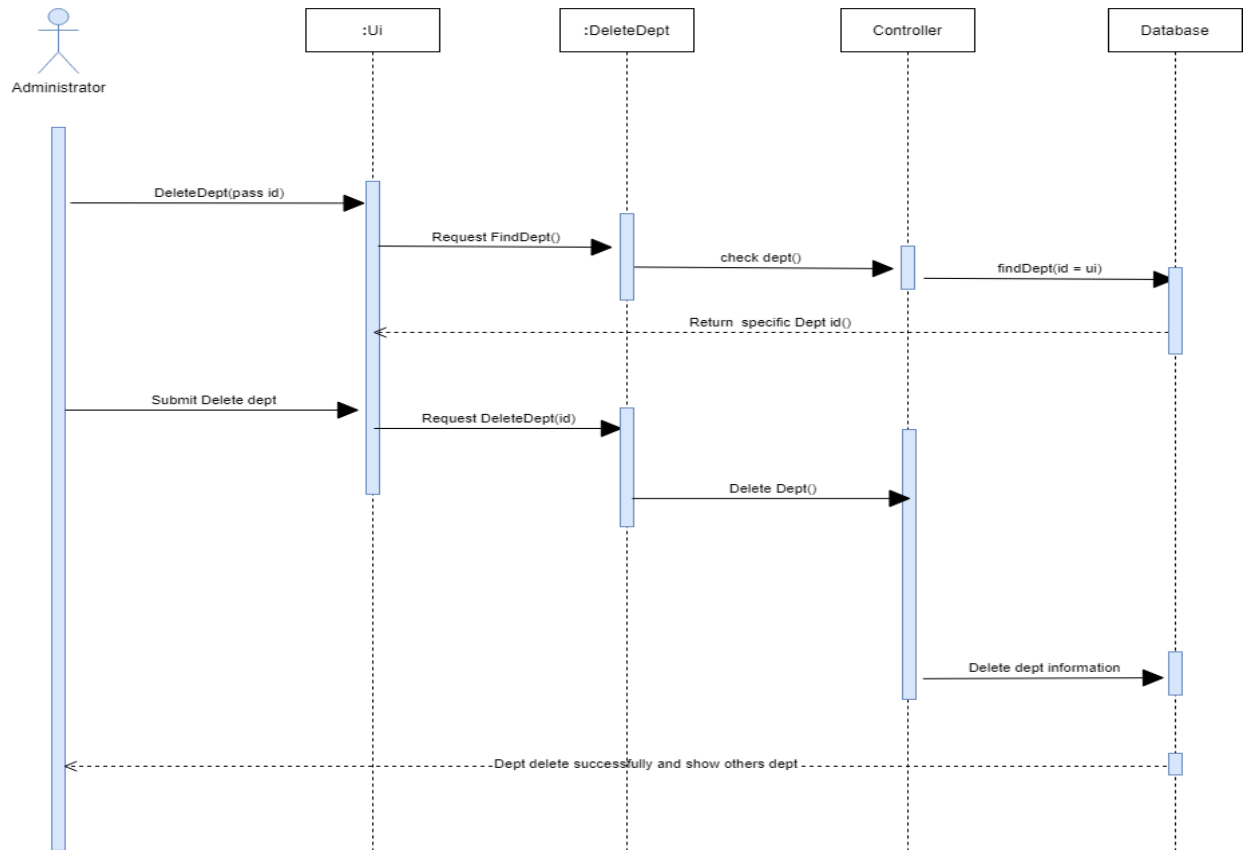 :Ui
:DeleteDept
Controller
Database
Administrator
DeleteDept(pass id)
Request FindDept()
check dept()
findDept(id = ui)
Return  specific Dept id()
Submit Delete dept
Request DeleteDept(id)
Delete Dept()
Delete dept information
Dept delete successfully and show others dept